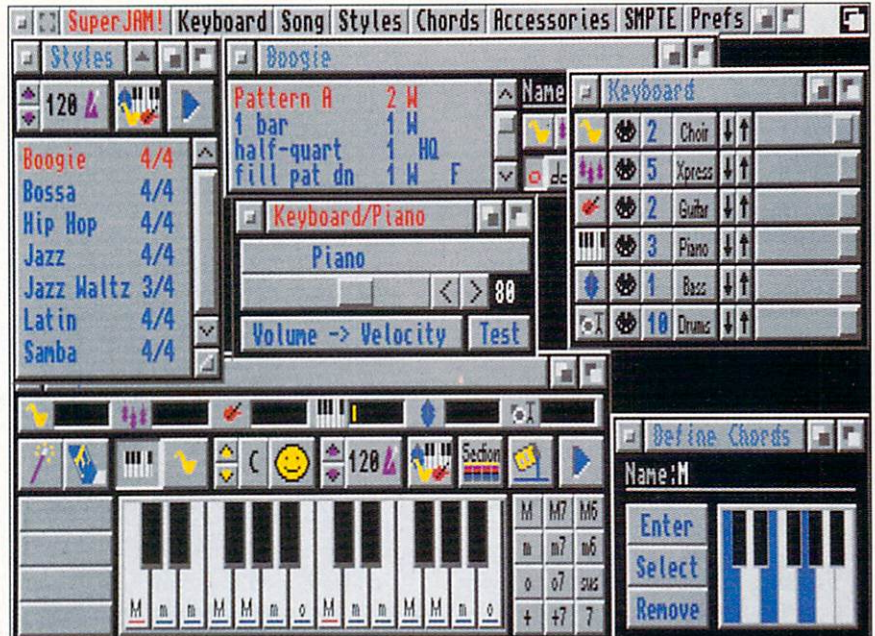 SuperJAM! Keyboard Song Styles Chords Accessories SMPTE Prefs
Styles
120
Boogie 4/4
Bossa 4/4
Hip Hop 4/4
Jazz 4/4
Jazz Waltz 3/4
Latin 4/4
Samba 4/4
Boogie
Pattern A 2 W
1 bar 1 W
half-quart 1 HQ
fill pat dn 1 W F
Name
Keyboard/Piano
Piano
80
Volume -> Velocity Test
Keyboard
2 Choir
5 Xpress
2 Guitar
3 Piano
1 Bass
10 Drums
C 120 Section
M m m M M m o M m m M M m o
M M7 M6
m m7 m6
o o7 sus
+ +7 7
Define Chords
Name:M
Enter
Select
Remove